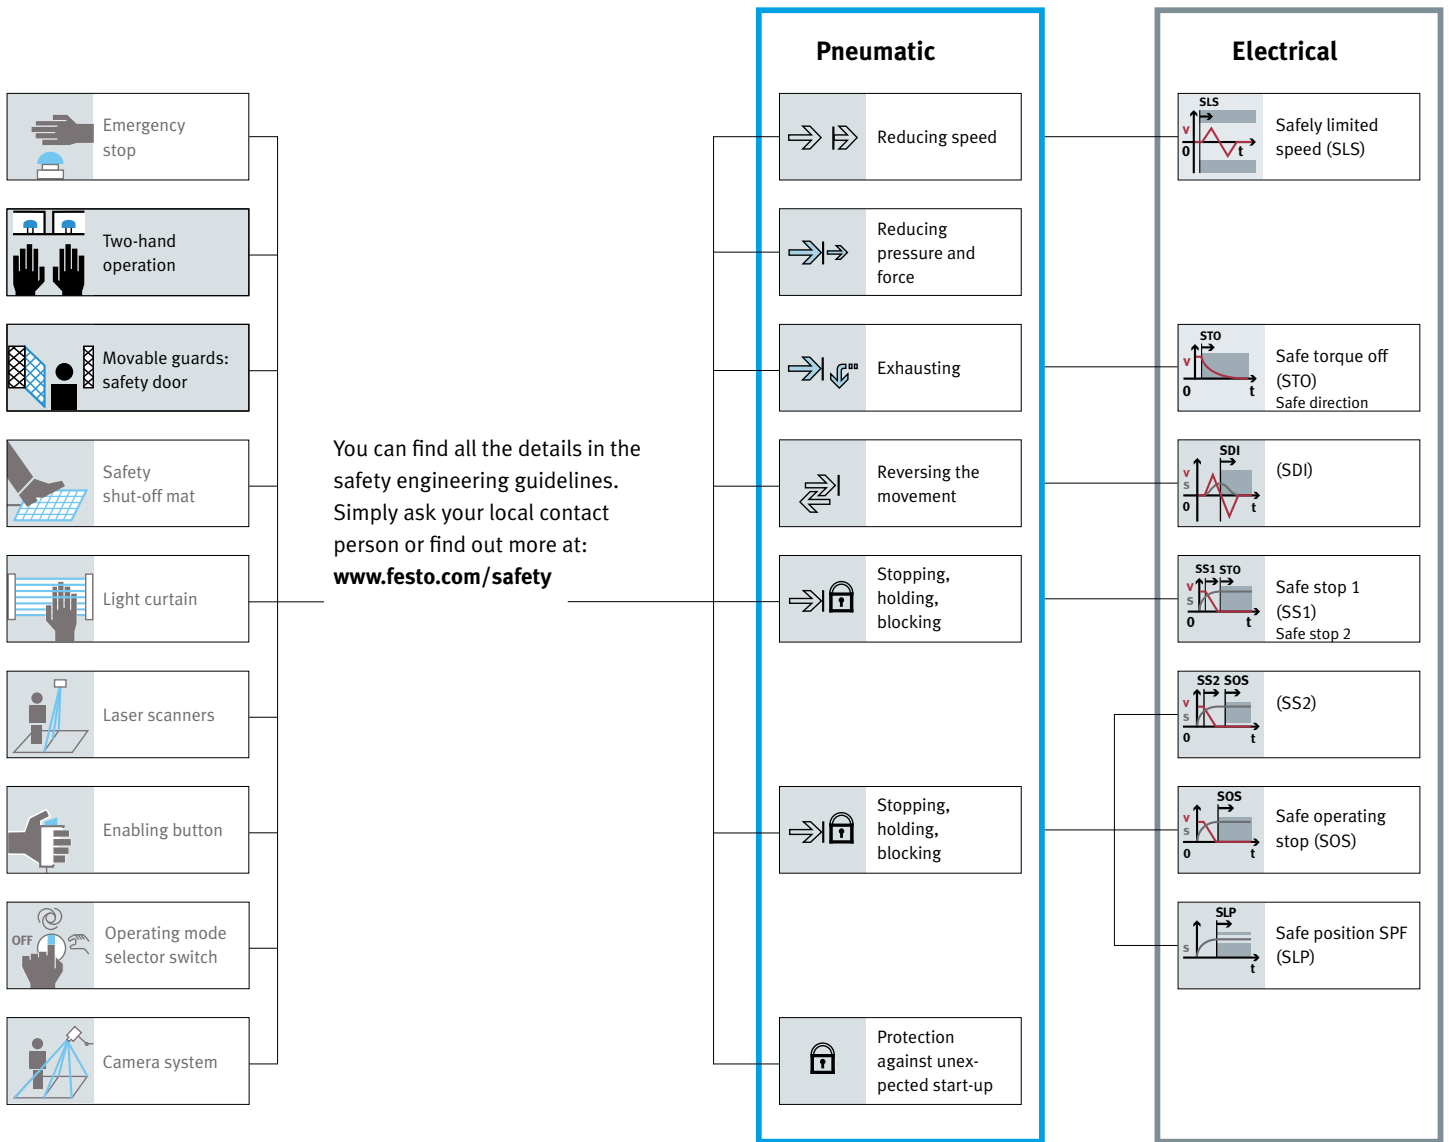 Emergency
stop
Two-hand
operation
Movable guards:
safety door
Safety
shut-off mat
Light curtain
Laser scanners
Enabling button
OFF
Operating mode
selector switch
Camera system
You can find all the details in the
safety engineering guidelines.
Simply ask your local contact
person or find out more at:
www.festo.com/safety
Pneumatic
Reducing speed
Reducing
pressure and
force
Exhausting
Reversing the
movement
Stopping,
holding,
blocking
Stopping,
holding,
blocking
Protection
against unex-
pected start-up
Electrical
SLS
v
0
t
Safely limited
speed (SLS)
STO
v
0
t
Safe torque off
(STO)
Safe direction
SDI
v
s
0
t
(SDI)
SS1 STO
v
s
0
t
Safe stop 1
(SS1)
Safe stop 2
SS2 SOS
v
s
0
t
(SS2)
SOS
v
s
0
t
Safe operating
stop (SOS)
SLP
s
t
Safe position SPF
(SLP)